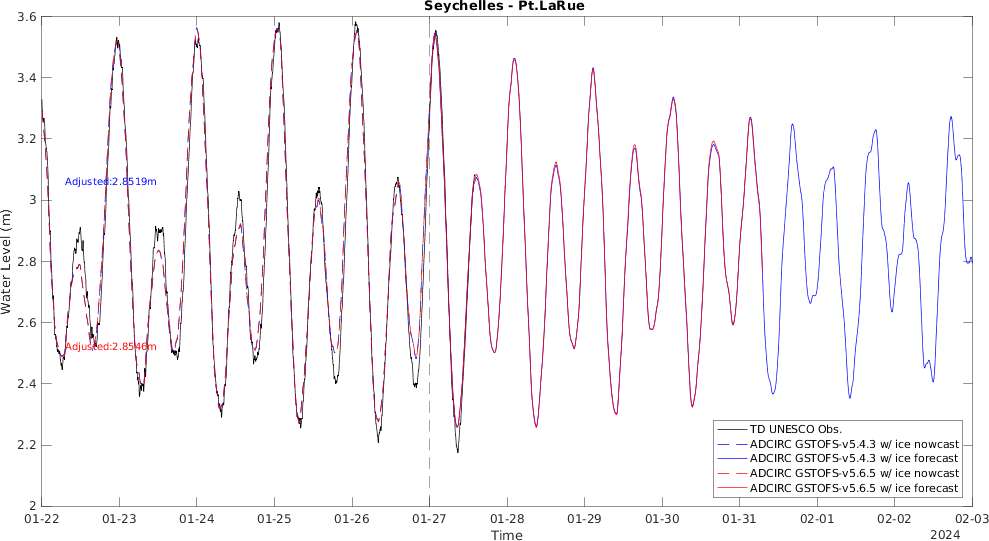 Seychelles - Pt.LaRue
3.6
3.4
3.2
3
2.8
2.6
2.4
2.2
2
Water Level (m)
Adjusted:2.8519m
Adjusted:2.8546m
TD UNESCO Obs.
ADCIRC GSTOFS-v5.4.3 w/ ice nowcast
ADCIRC GSTOFS-v5.4.3 w/ ice forecast
ADCIRC GSTOFS-v5.6.5 w/ ice nowcast
ADCIRC GSTOFS-v5.6.5 w/ ice forecast
01-22 01-23 01-24 01-25 01-26 01-27 01-28 01-29 01-30 01-31 02-01 02-02 02-03
Time
2024